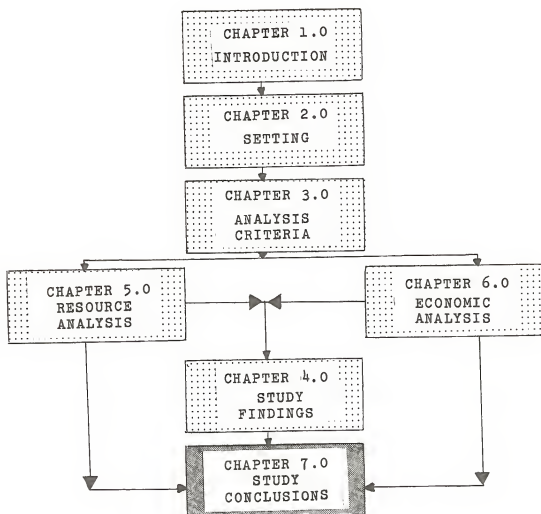 CHAPTER 1.0
INTRODUCTION
CHAPTER 2.0
SETTING
CHAPTER 3.0
ANALYSIS
CRITERIA
CHAPTER 5.0
RESOURCE
ANALYSIS
CHAPTER 6.0
ECONOMIC
ANALYSIS
CHAPTER 4.0
STUDY
FINDINGS
CHAPTER 7.0
STUDY
CONCLUSIONS